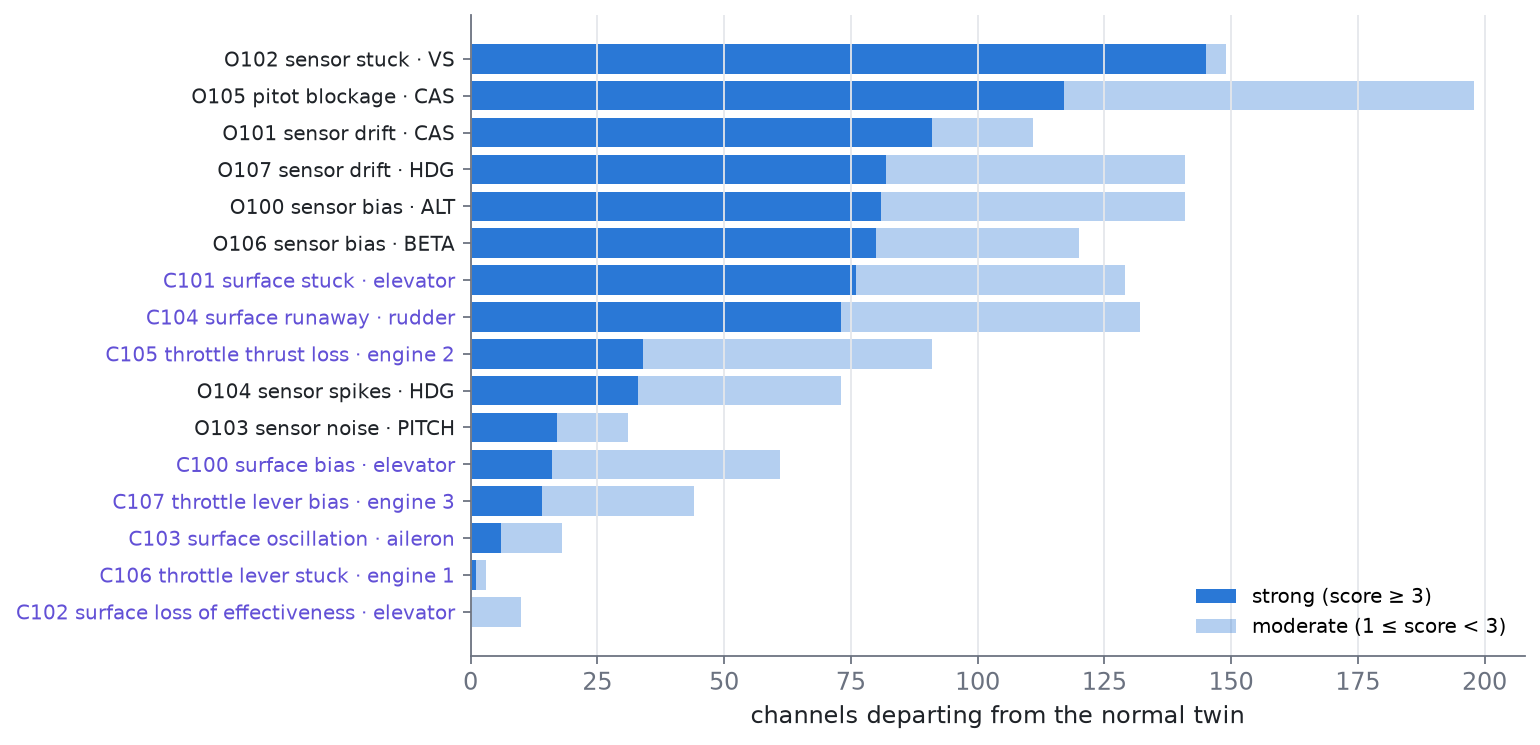 O102 sensor stuck · VS
O105 pitot blockage · CAS
O101 sensor drift · CAS
O107 sensor drift · HDG
O100 sensor bias · ALT
O106 sensor bias · BETA
C101 surface stuck · elevator
C104 surface runaway · rudder
C105 throttle thrust loss · engine 2
O104 sensor spikes · HDG
O103 sensor noise · PITCH
C100 surface bias · elevator
C107 throttle lever bias · engine 3
C103 surface oscillation · aileron
C106 throttle lever stuck · engine 1
C102 surface loss of effectiveness · elevator
strong (score ≥ 3)
moderate (1 ≤ score < 3)
0 25 50 75 100 125 150 175 200
channels departing from the normal twin